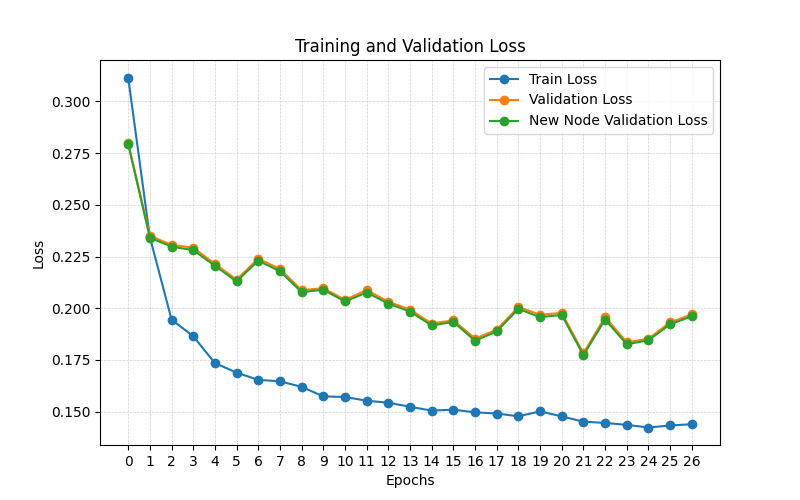 Training and Validation Loss
Train Loss
Validation Loss
New Node Validation Loss
0.300
0.275
0.250
0.225
0.200
0.175
0.150
Loss
0 1 2 3 4 5 6 7 8 9 10 11 12 13 14 15 16 17 18 19 20 21 22 23 24 25 26
Epochs